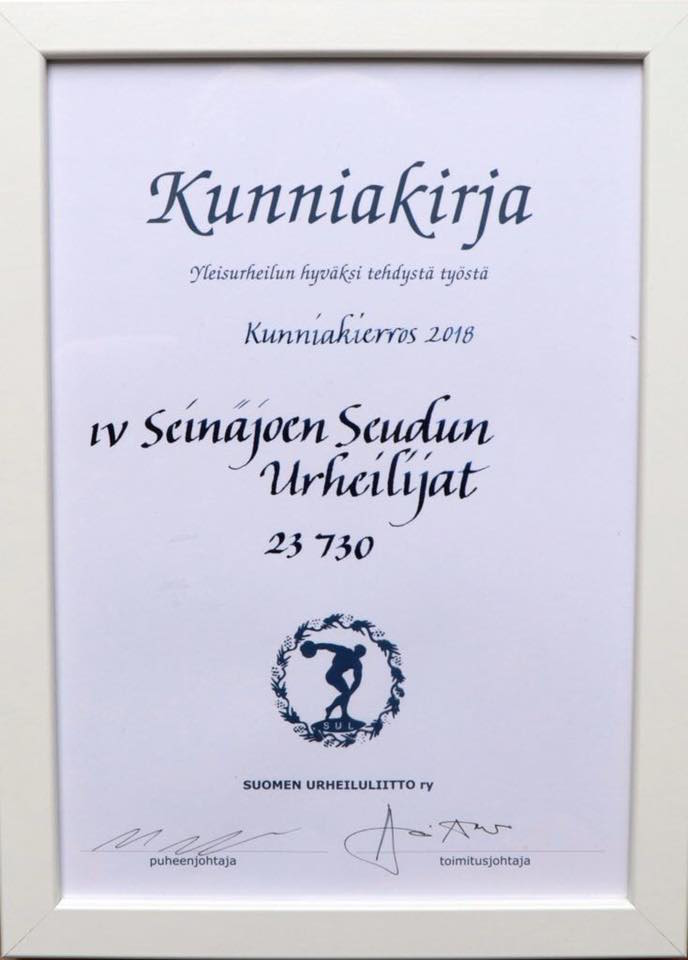 Kunniakirja
Yleisurheilun hyväksi tehdystä työstä
Kunniakierros 2018
IV Seinäjoen Seudun
Urheilijat
23 730
SUL
SUOMEN URHEILULIITTO ry
puheenjohtaja toimitusjohtaja